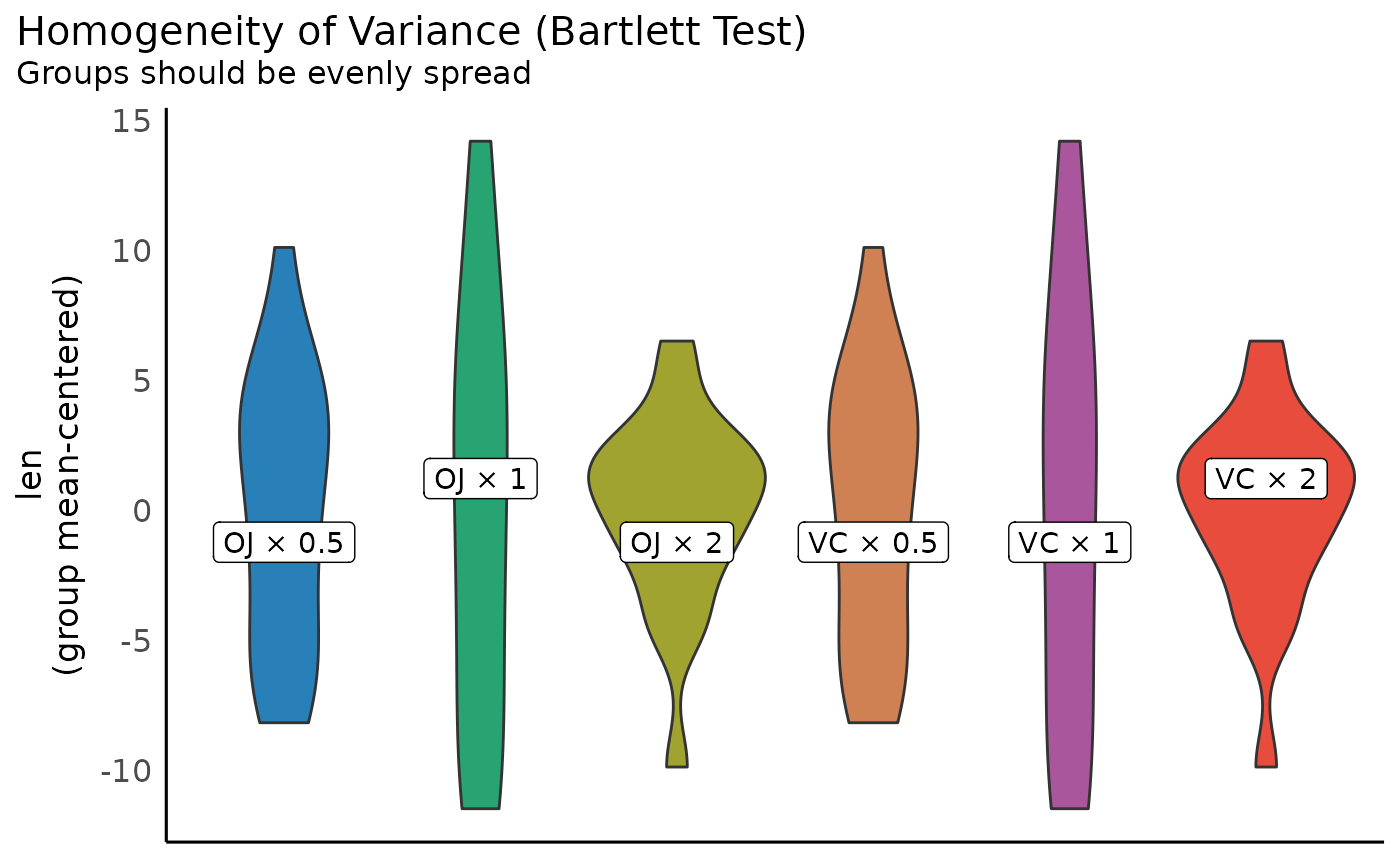 Homogeneity of Variance (Bartlett Test)
Groups should be evenly spread
15
10
5
0
-5
-10
len
(group mean-centered)
OJ × 0.5
OJ × 1
OJ × 2
VC × 0.5
VC × 1
VC × 2